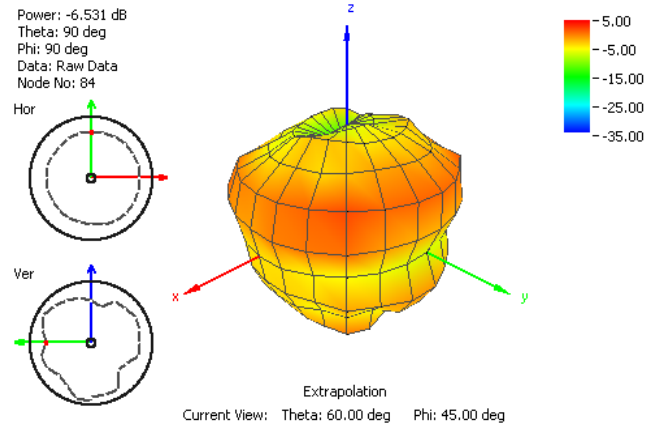 Power: -6.531 dB
Theta: 90 deg
Phi: 90 deg
Data: Raw Data
Node No: 84
Hor
Ver
z
x
y
5.00
-5.00
-15.00
-25.00
-35.00
Extrapolation
Current View: Theta: 60.00 deg Phi: 45.00 deg